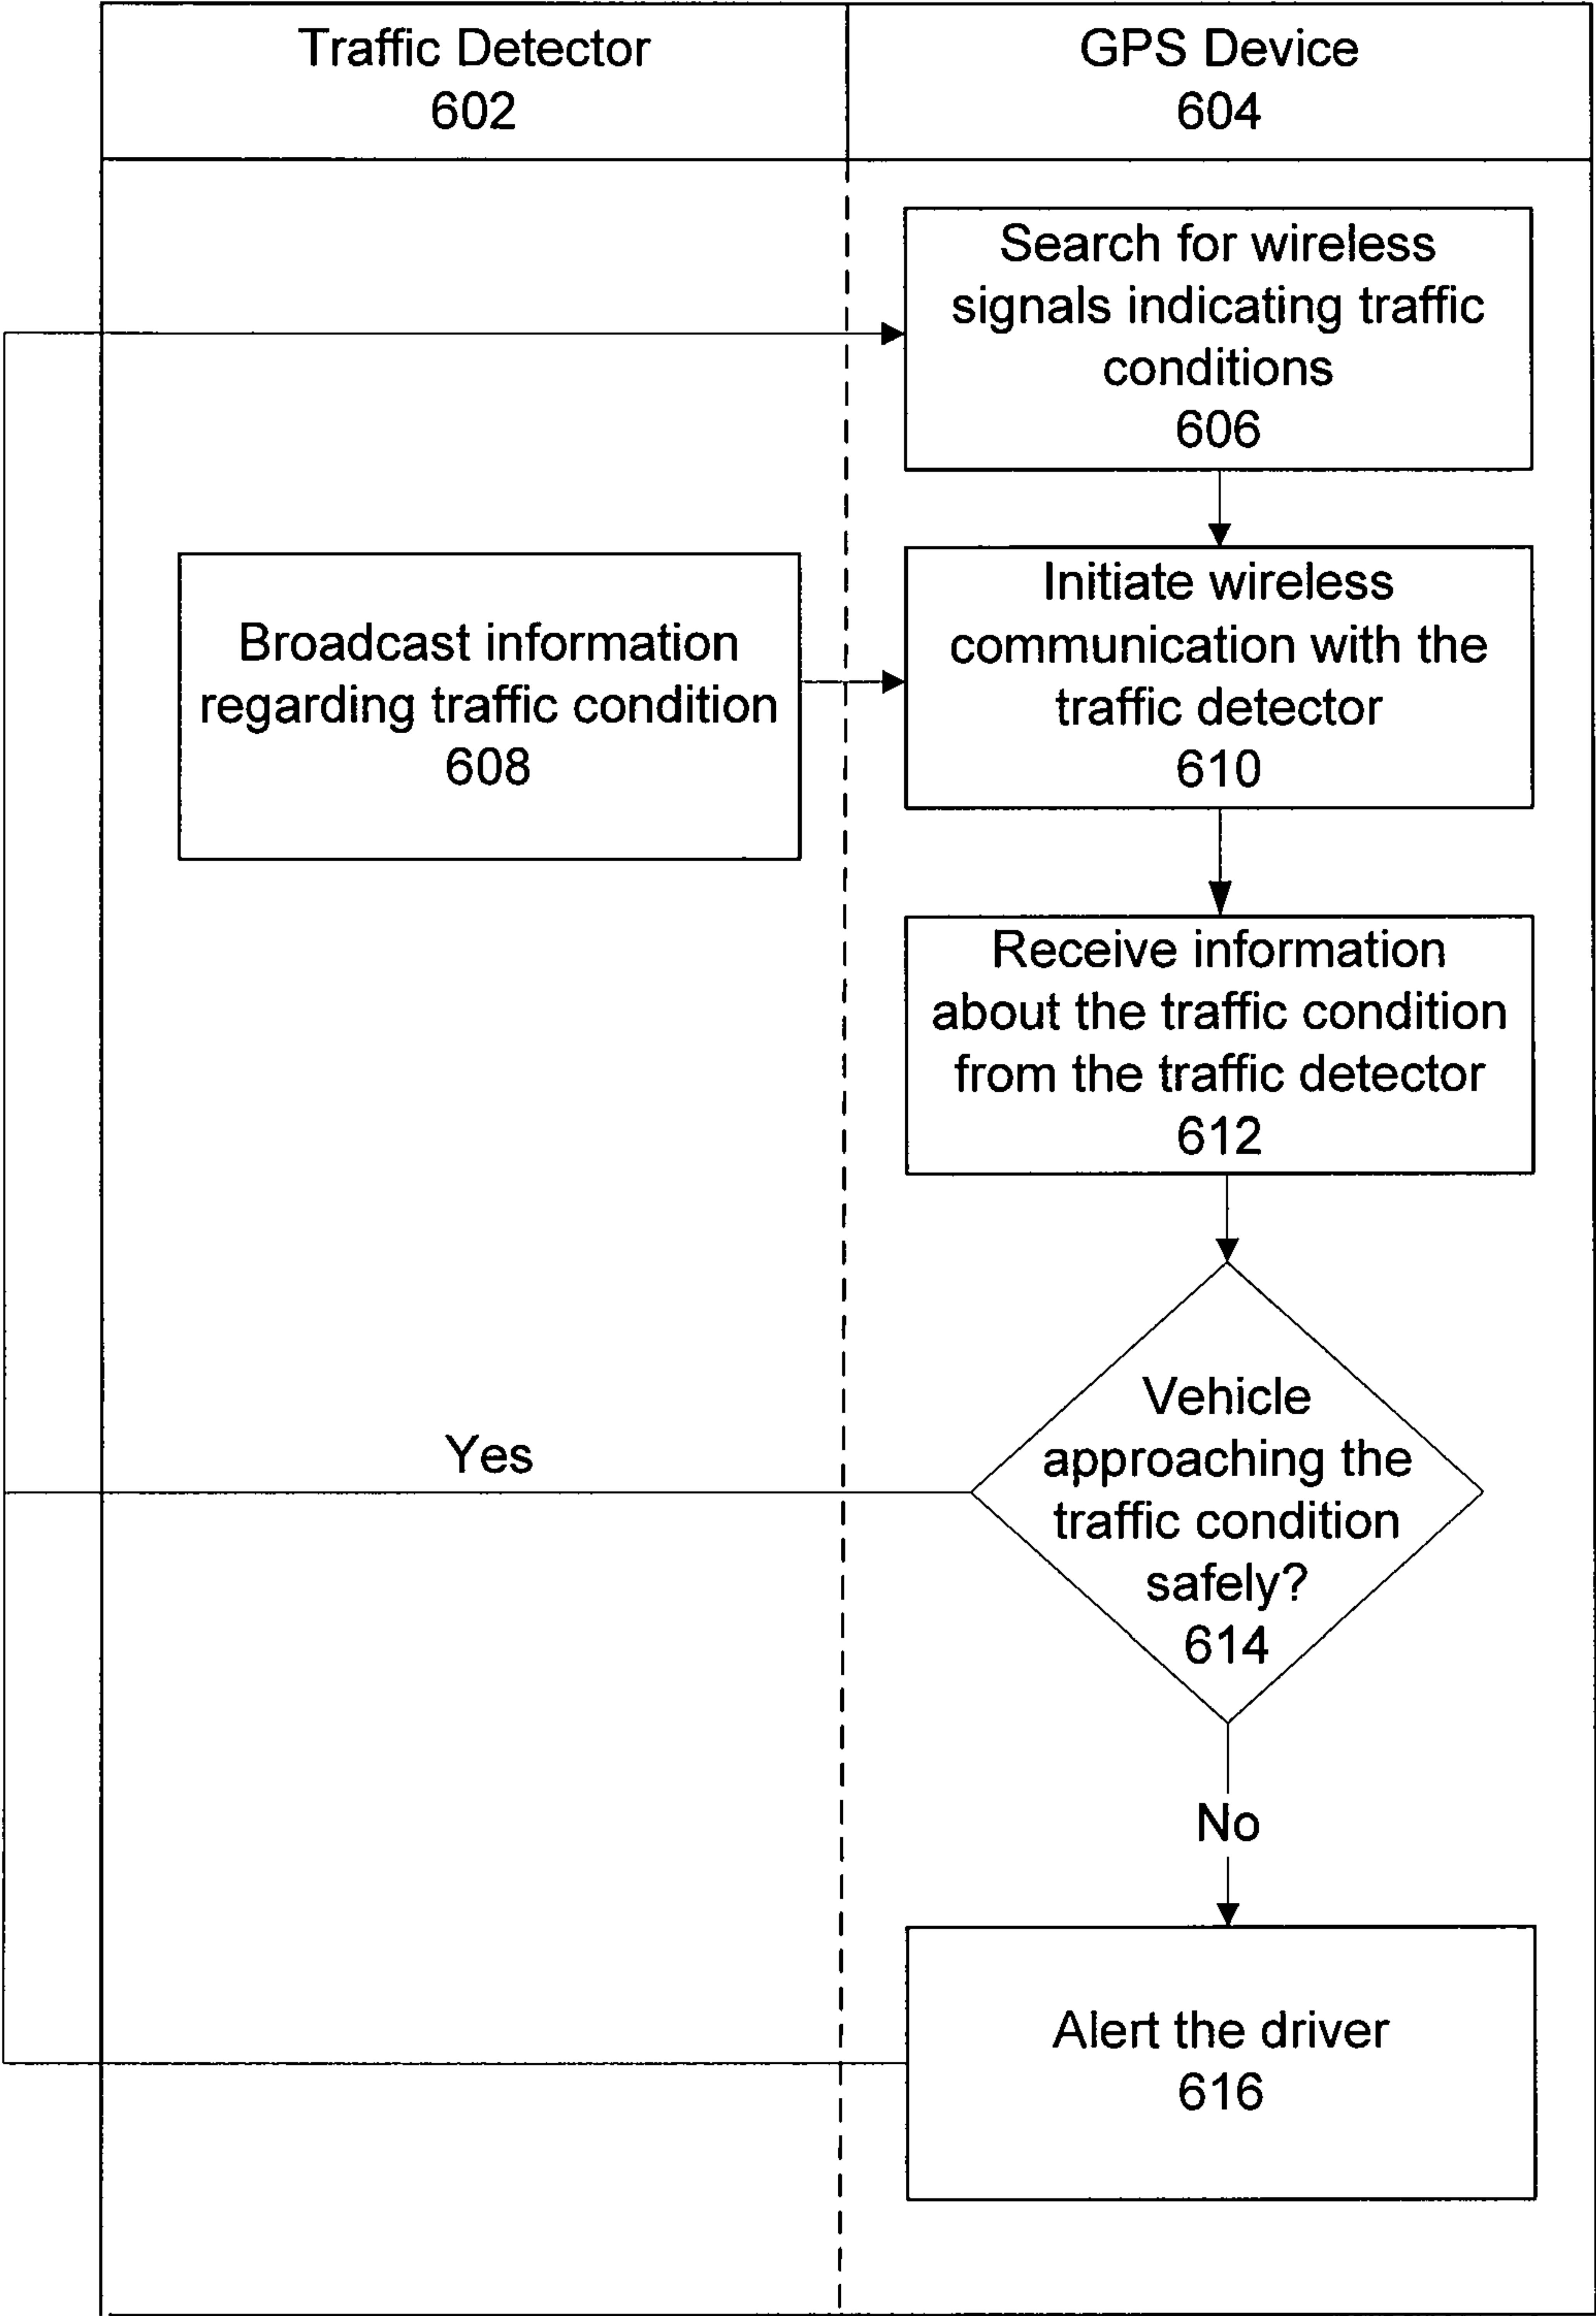 Traffic Detector
602
GPS Device
604
Search for wireless
signals indicating traffic
conditions
606
Broadcast information
regarding traffic condition
608
Initiate wireless
communication with the
traffic detector
610
Receive information
about the traffic condition
from the traffic detector
612
Vehicle
approaching the
traffic condition
safely?
614
Yes
No
Alert the driver
616